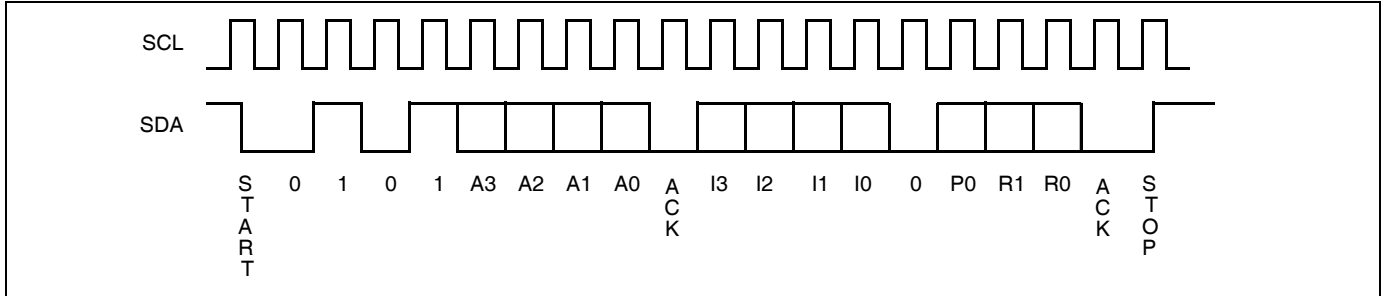 SCL
SDA
START 0 1 0 1 A3 A2 A1 A0 ACK I3 I2 I1 I0 0 P0 R1 R0 ACK STOP